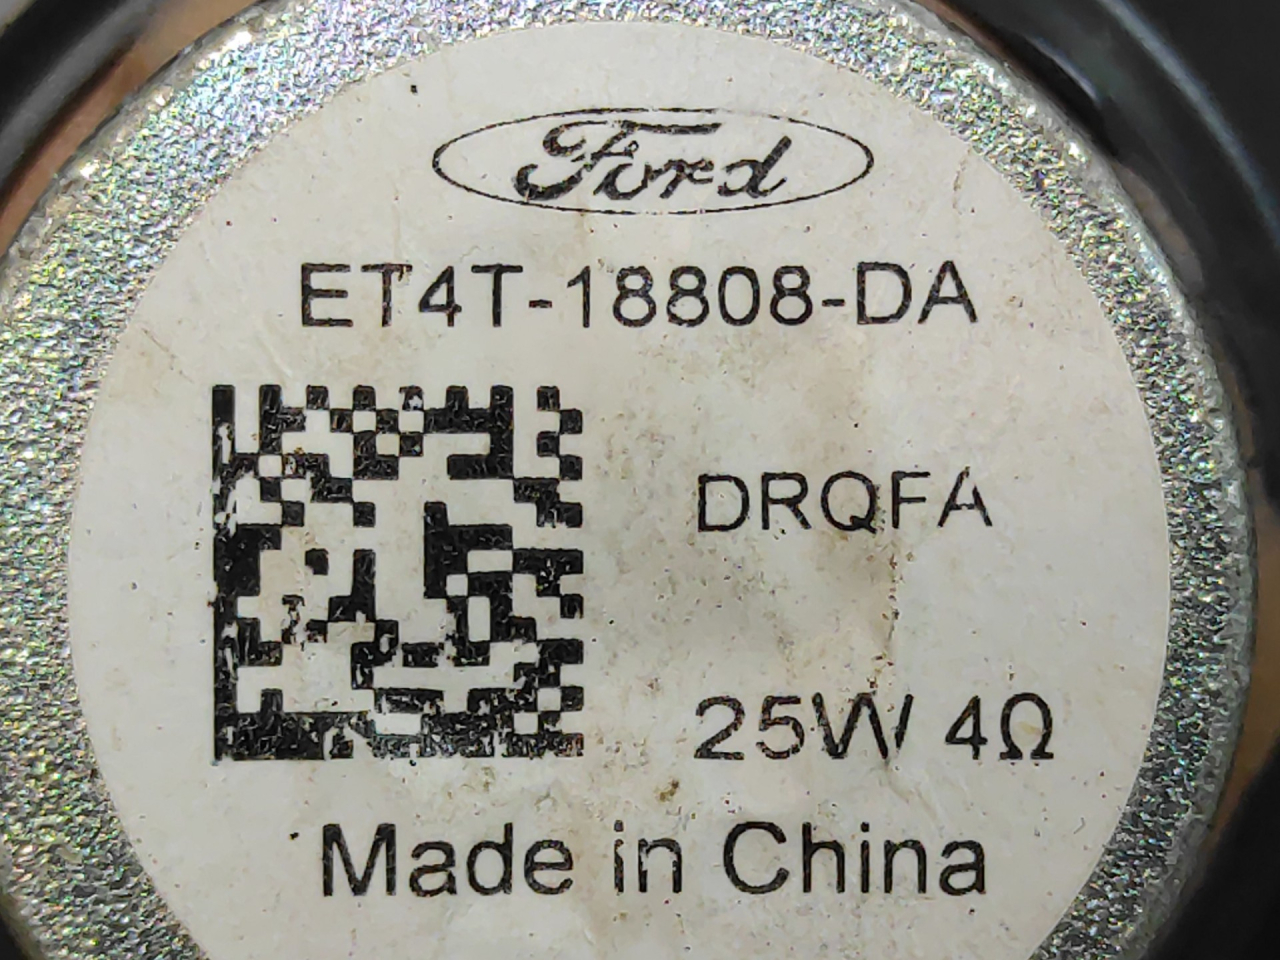 Ford
ET4T-18808-DA
DRQFA
25W 4Ω
Made in China